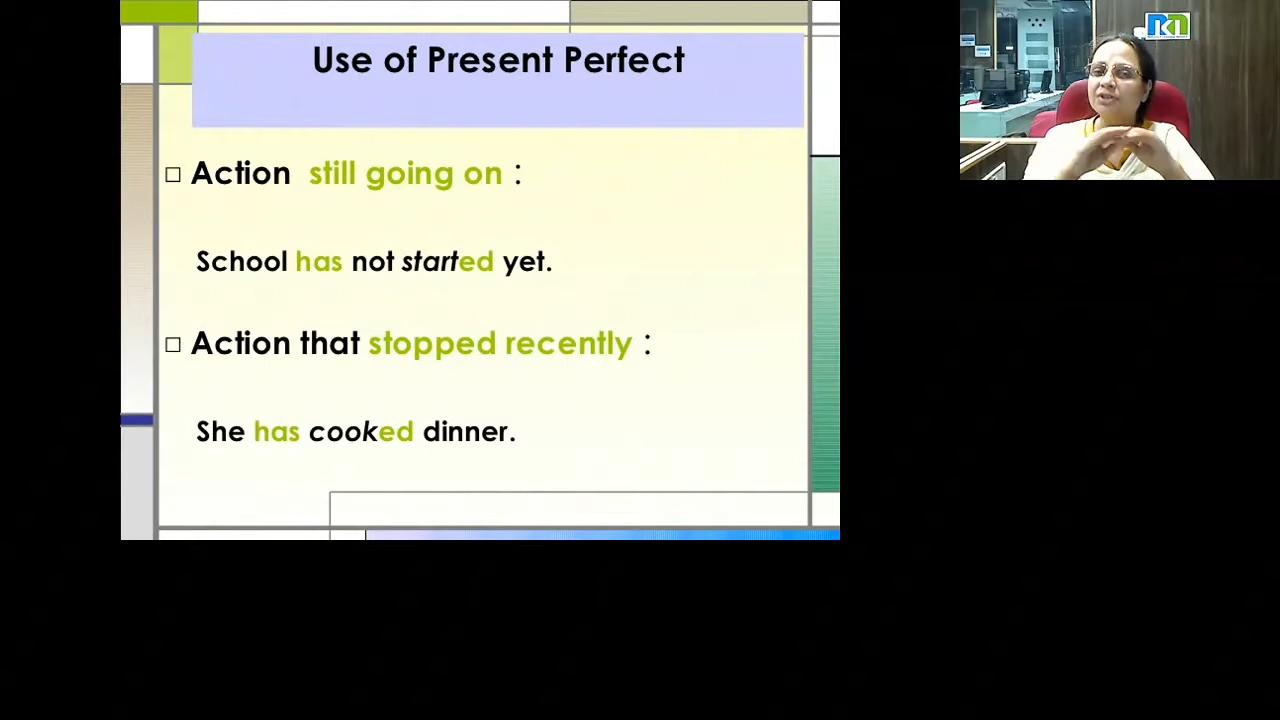 Use of Present Perfect
Action still going on :
School has not started yet.
Action that stopped recently :
She has cooked dinner.